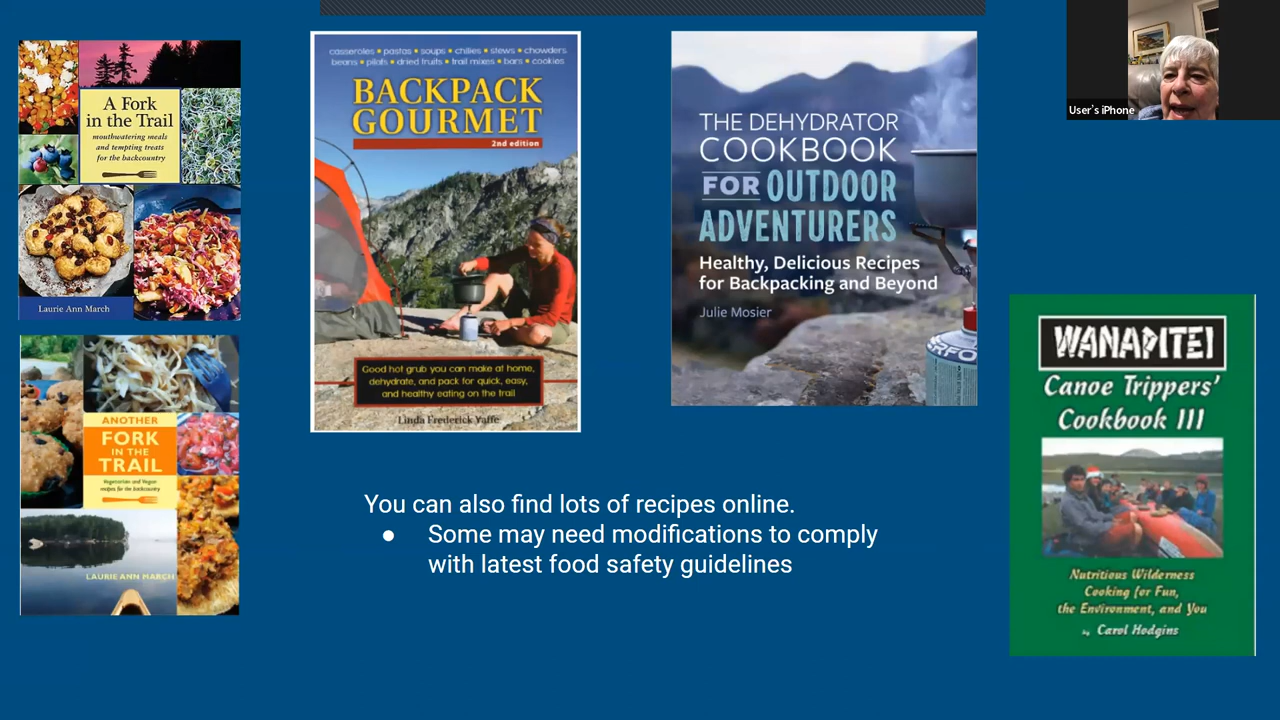 A Fork
in the Trail
mouthwatering meals
and tempting treats
for the backcountry
Laurie Ann March
ANOTHER
FORK
IN THE
TRAIL
Vegetarian and Vegan
recipes for the backcountry
LAURIE ANN MARCH
casseroles • pastas • soups • chilies • stews • chowders
beans • pilafs • dried fruits • trail mixes • bars • cookies
BACKPACK
GOURMET
2nd edition
Good hot grub you can make at home,
dehydrate, and pack for quick, easy,
and healthy eating on the trail
Linda Frederick Yaffe
THE DEHYDRATOR
COOKBOOK
FOR OUTDOOR
ADVENTURERS
Healthy, Delicious Recipes
for Backpacking and Beyond
Julie Mosier
User's iPhone
WANAPITEI
Canoe Trippers'
Cookbook III
Nutritious Wilderness
Cooking for Fun,
the Environment, and You
by Carol Hodgins
You can also find lots of recipes online.
● Some may need modifications to comply
with latest food safety guidelines